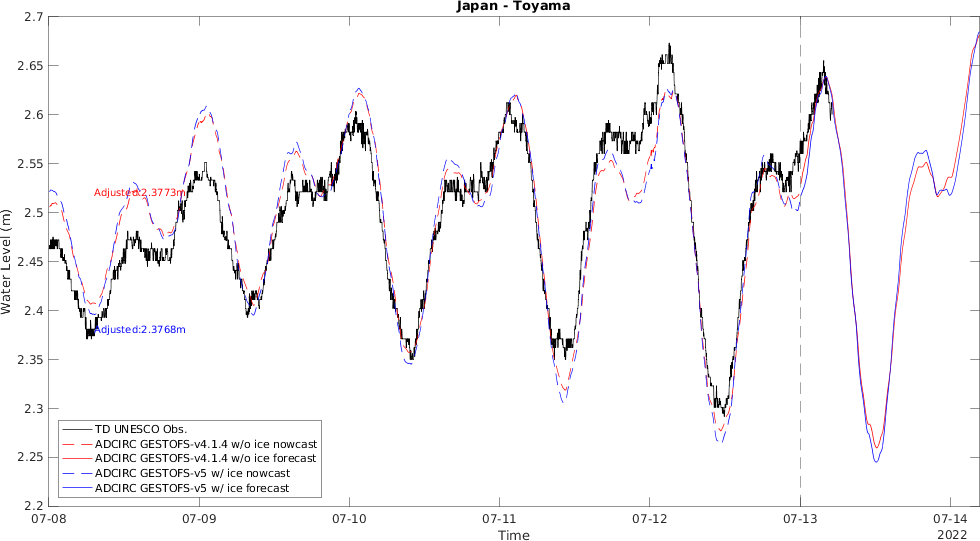 Japan - Toyama
2.7
2.65
2.6
2.55
2.5
2.45
2.4
2.35
2.3
2.25
2.2
Water Level (m)
Adjusted:2.3773m
Adjusted:2.3768m
TD UNESCO Obs.
ADCIRC GESTOFS-v4.1.4 w/o ice nowcast
ADCIRC GESTOFS-v4.1.4 w/o ice forecast
ADCIRC GESTOFS-v5 w/ ice nowcast
ADCIRC GESTOFS-v5 w/ ice forecast
07-08 07-09 07-10 07-11 07-12 07-13 07-14
Time 2022